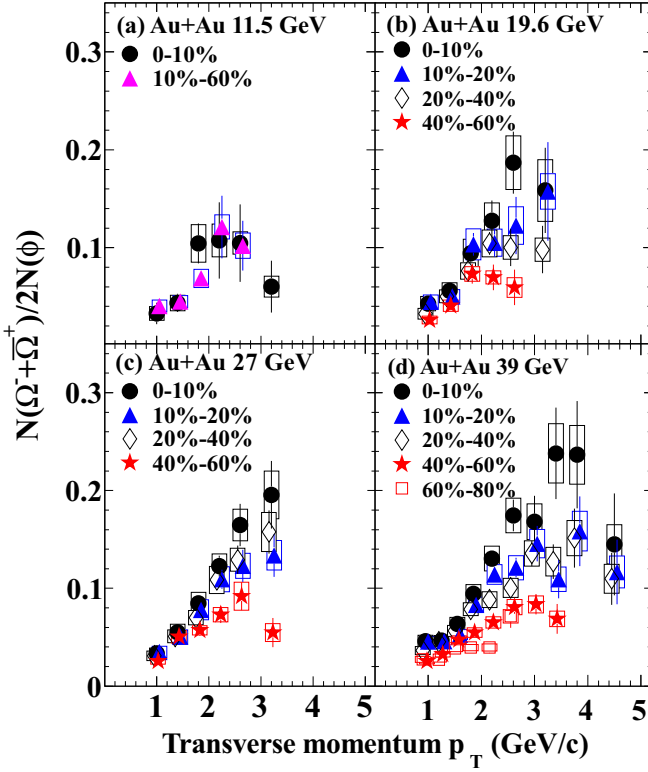 (a) Au+Au 11.5 GeV
0-10%
10%-60%
(b) Au+Au 19.6 GeV
0-10%
10%-20%
20%-40%
40%-60%
(c) Au+Au 27 GeV
0-10%
10%-20%
20%-40%
40%-60%
(d) Au+Au 39 GeV
0-10%
10%-20%
20%-40%
40%-60%
60%-80%
N(Ω⁻+Ω̅⁺)/2N(ϕ)
0.3
0.2
0.1
0.3
0.2
0.1
0
1 2 3 4 5
1 2 3 4 5
Transverse momentum p_T (GeV/c)